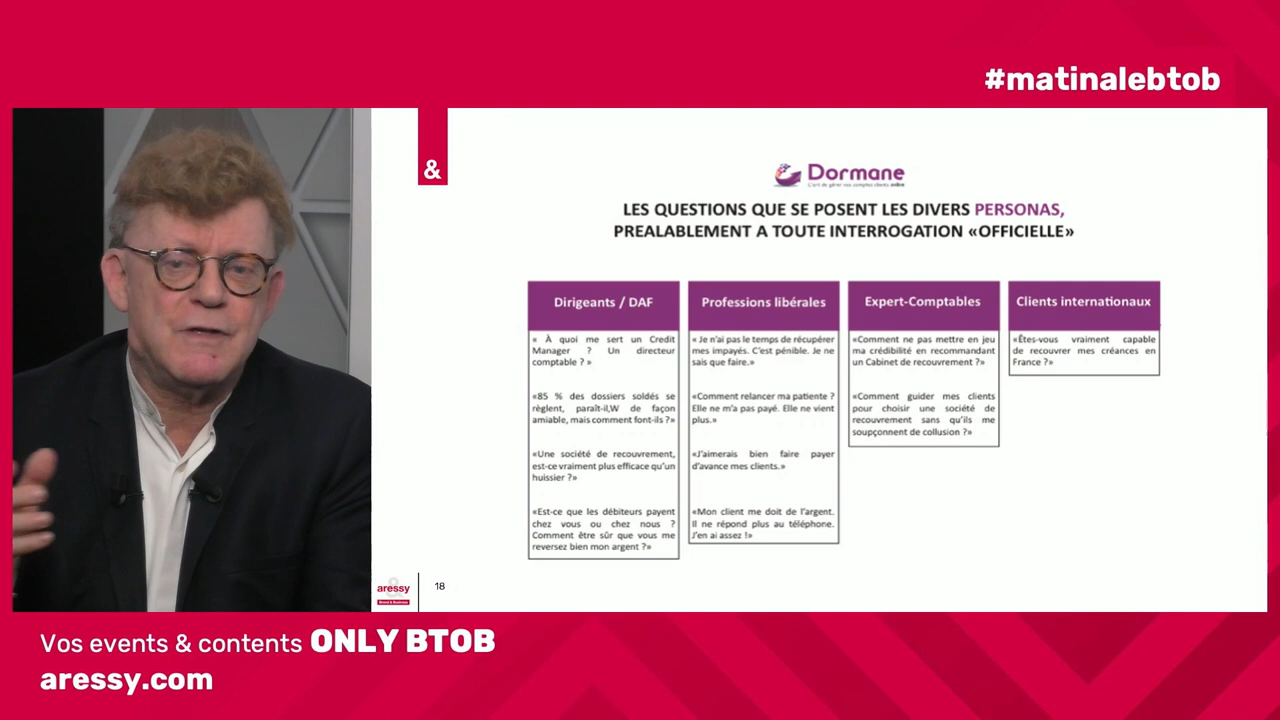 #matinalebtob
&
Dormane
L'art de gérer vos comptes clients entre
LES QUESTIONS QUE SE POSENT LES DIVERS PERSONAS,
PREALABLEMENT A TOUTE INTERROGATION «OFFICIELLE»
Dirigeants / DAF
« À quoi me sert un Credit
Manager ? Un directeur
comptable ? »
«85 % des dossiers soldés se
règlent, paraît-il,W de façon
amiable, mais comment font-ils ?»
«Une société de recouvrement,
est-ce vraiment plus efficace qu'un
huissier ?»
«Est-ce que les débiteurs payent
chez vous ou chez nous ?
Comment être sûr que vous me
reversez bien mon argent ?»
Professions libérales
« Je n'ai pas le temps de récupérer
mes impayés. C'est pénible. Je ne
sais que faire.»
«Comment relancer ma patiente ?
Elle ne m'a pas payé. Elle ne vient
plus.»
«J'aimerais bien faire payer
d'avance mes clients.»
«Mon client me doit de l'argent.
Il ne répond plus au téléphone.
J'en ai assez !»
Expert-Comptables
«Comment ne pas mettre en jeu
ma crédibilité en recommandant
un Cabinet de recouvrement ?»
«Comment guider mes clients
pour choisir une société de
recouvrement sans qu'ils me
soupçonnent de collusion ?»
Clients internationaux
«Êtes-vous vraiment capable
de recouvrer mes créances en
France ?»
&
aressy
Brand & Business
18
Vos events & contents ONLY BTOB
aressy.com